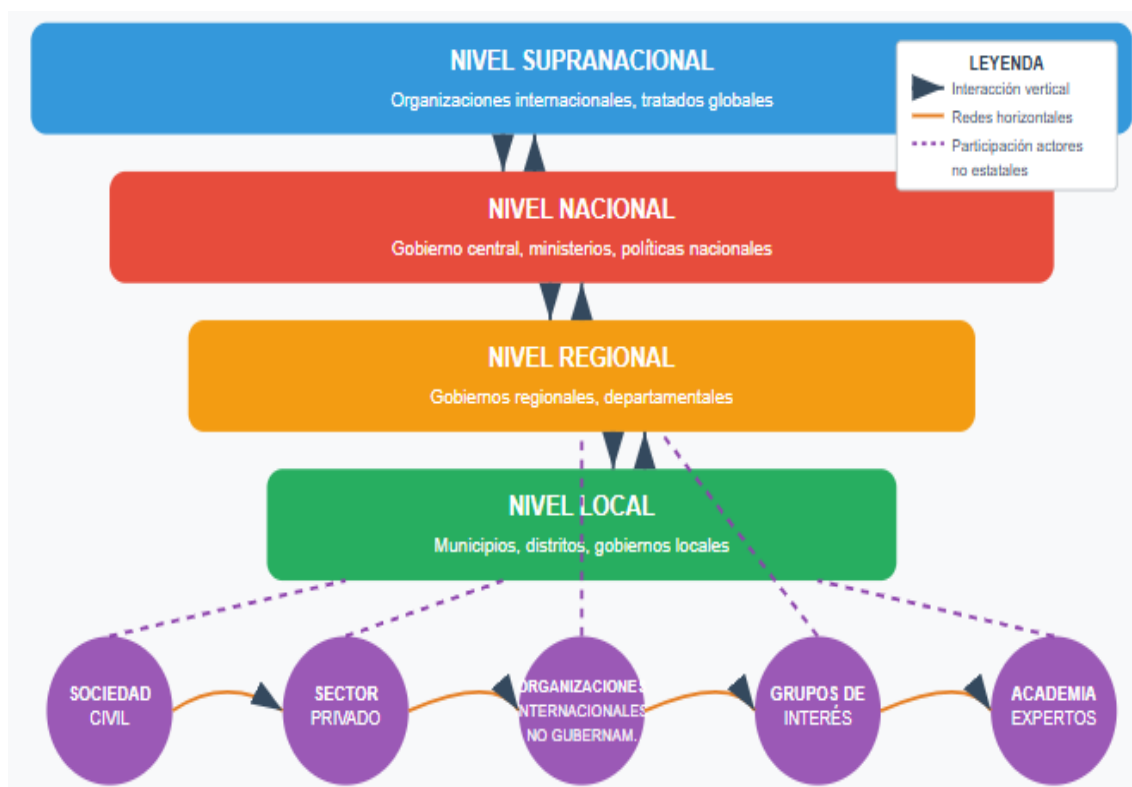 NIVEL SUPRANACIONAL
Organizaciones internacionales, tratados globales
LEYENDA
Interacción vertical
Redes horizontales
Participación actores
no estatales
NIVEL NACIONAL
Gobierno central, ministerios, políticas nacionales
NIVEL REGIONAL
Gobiernos regionales, departamentales
NIVEL LOCAL
Municipios, distritos, gobiernos locales
SOCIEDAD
CIVIL
SECTOR
PRIVADO
ORGANIZACIONES
INTERNACIONALES
NO GUBERNAM.
GRUPOS DE
INTERÉS
ACADEMIA
EXPERTOS